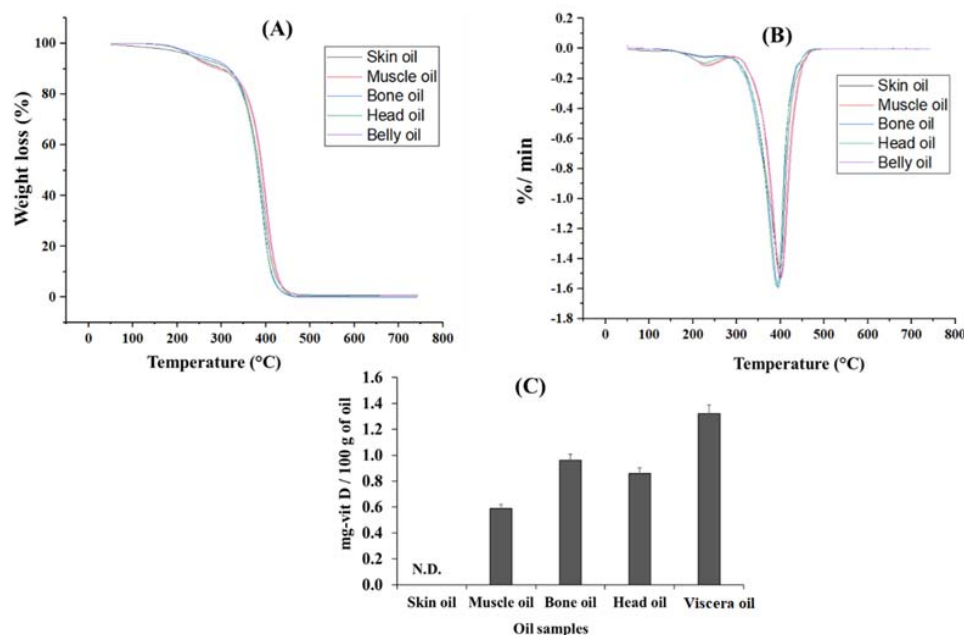 (A)
Weight loss (%)
100
80
60
40
20
0
Skin oil
Muscle oil
Bone oil
Head oil
Belly oil
0 100 200 300 400 500 600 700 800
Temperature (°C)
(B)
%/ min
0.2
0.0
-0.2
-0.4
-0.6
-0.8
-1.0
-1.2
-1.4
-1.6
-1.8
Skin oil
Muscle oil
Bone oil
Head oil
Belly oil
0 100 200 300 400 500 600 700 800
Temperature (°C)
(C)
mg-vit D / 100 g of oil
1.6
1.4
1.2
1.0
0.8
0.6
0.4
0.2
0.0
N.D.
Skin oil Muscle oil Bone oil Head oil Viscera oil
Oil samples